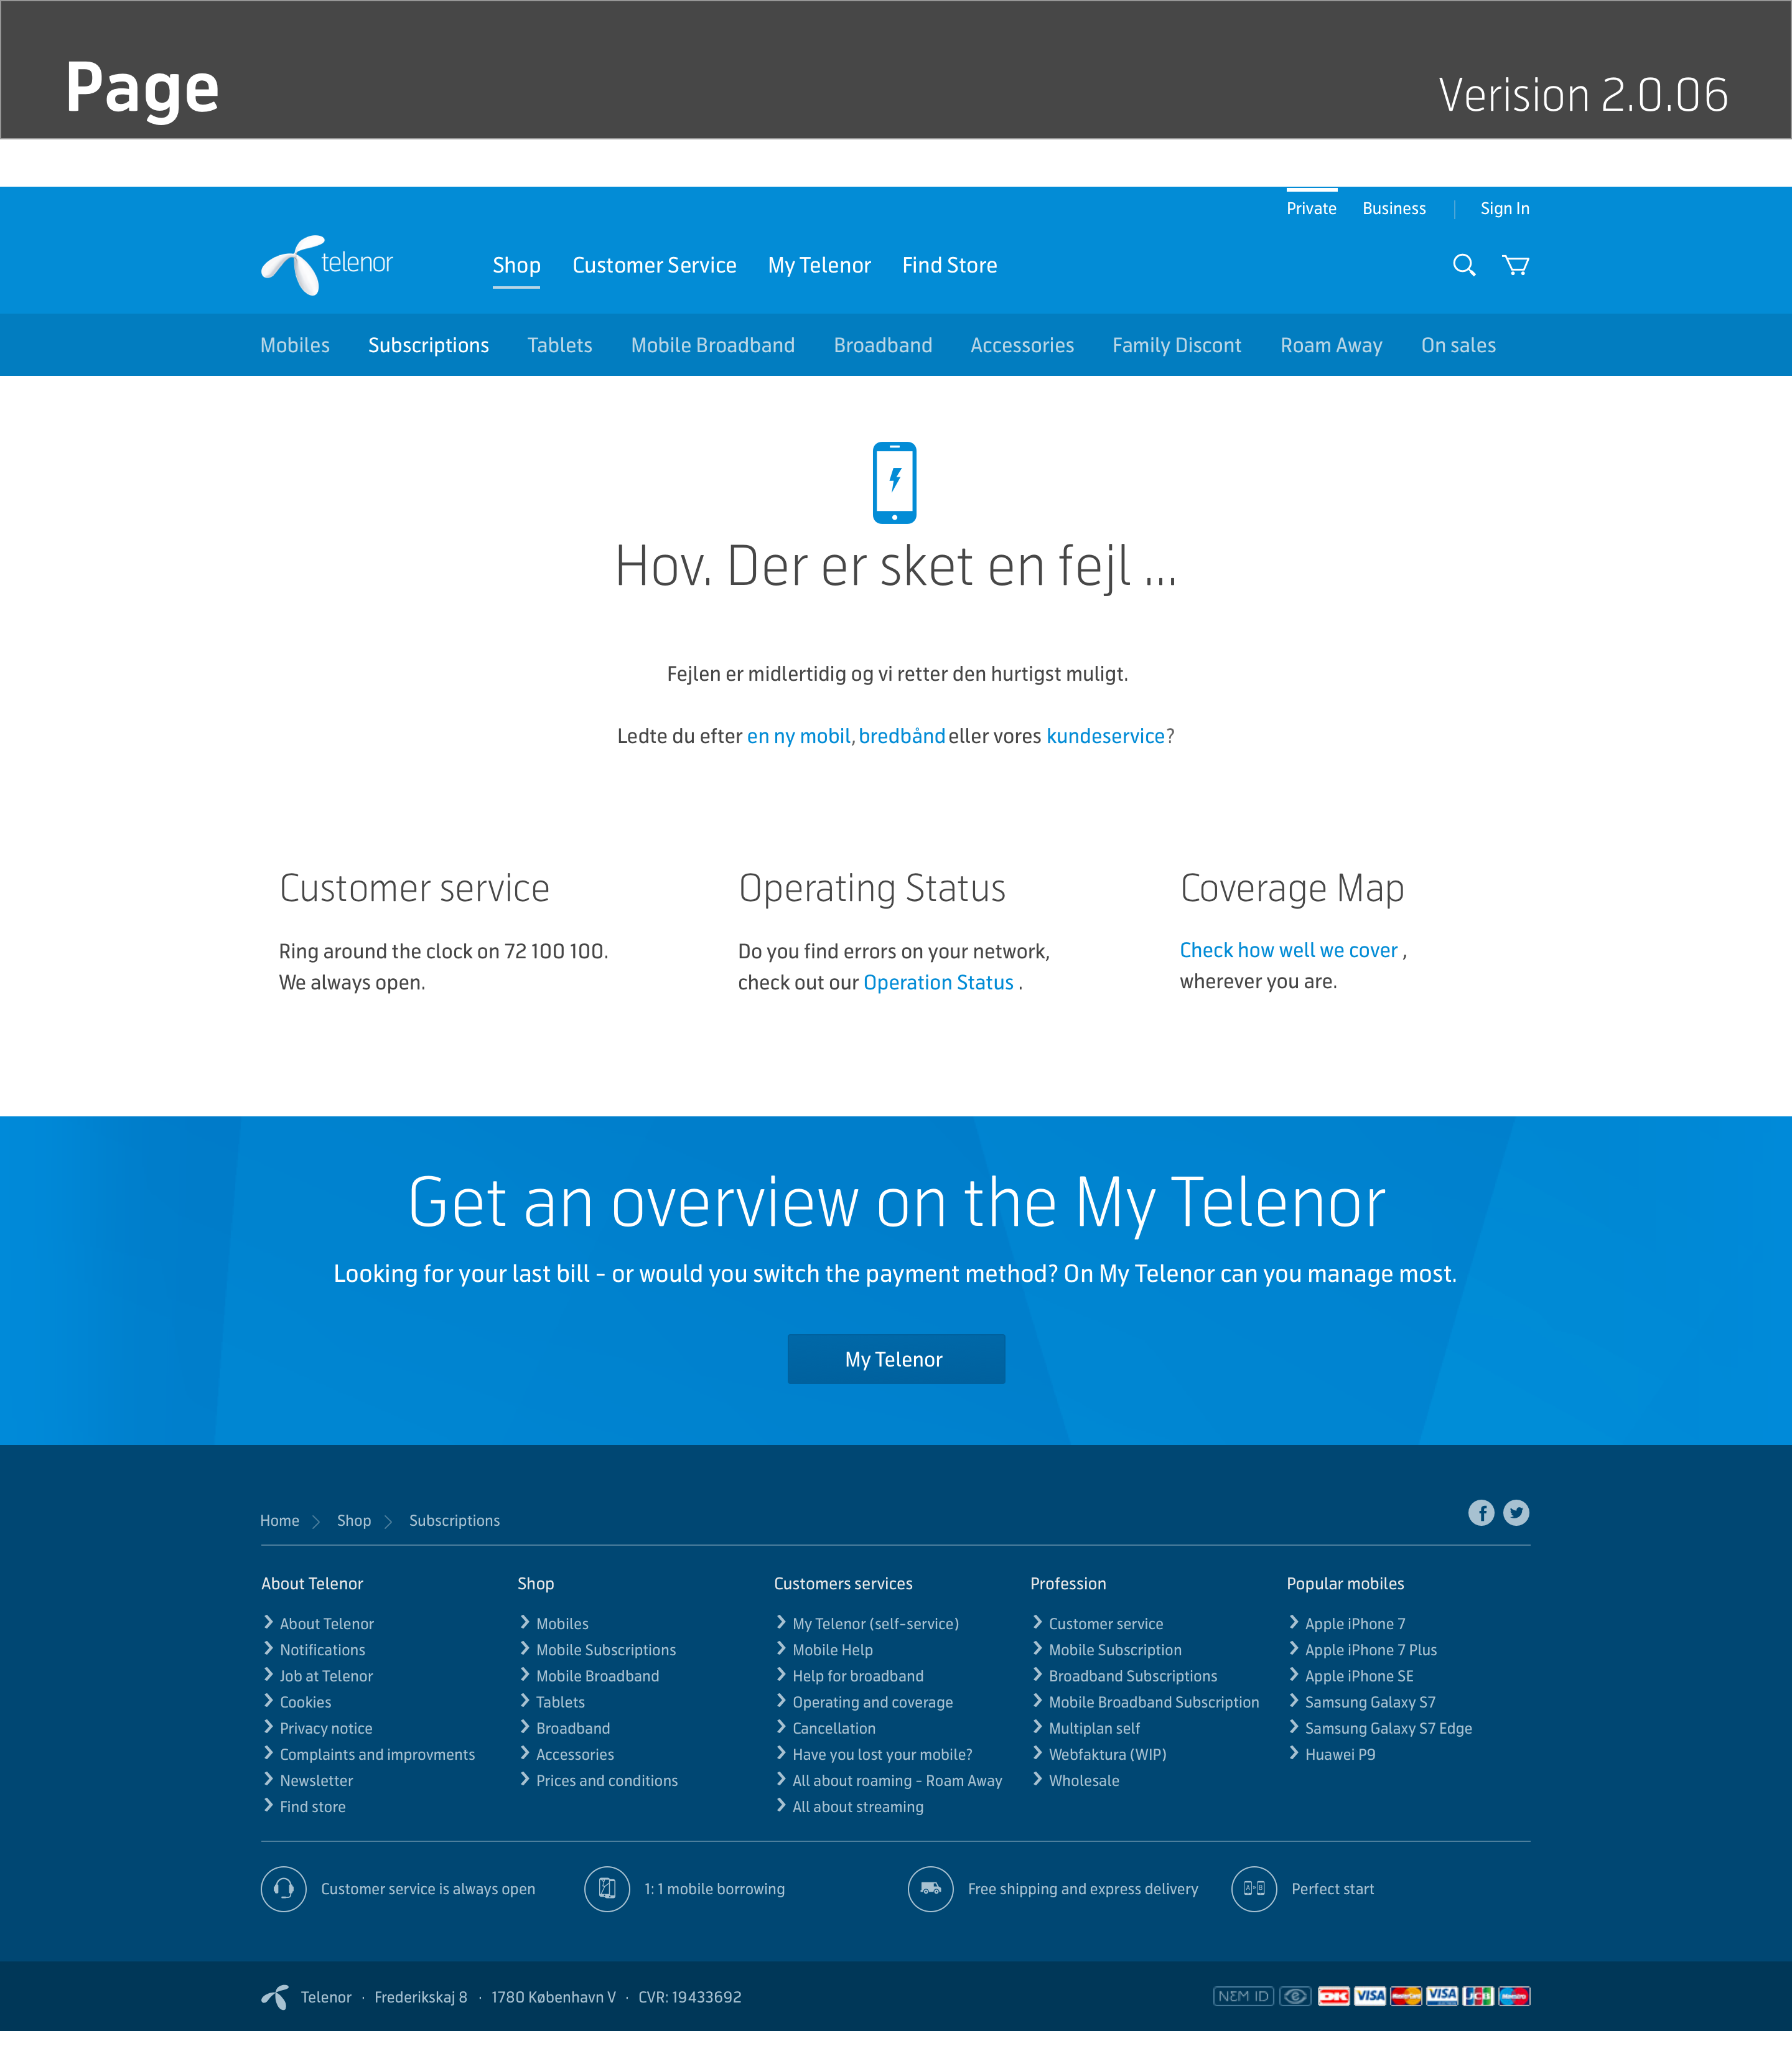 Page
Verision 2.0.06
Private Business Sign In
telenor
Shop Customer Service My Telenor Find Store
Mobiles Subscriptions Tablets Mobile Broadband Broadband Accessories Family Discont Roam Away On sales
Hov. Der er sket en fejl ...
Fejlen er midlertidig og vi retter den hurtigst muligt.
Ledte du efter en ny mobil, bredbånd eller vores kundeservice?
Customer service
Ring around the clock on 72 100 100.
We always open.
Operating Status
Do you find errors on your network,
check out our Operation Status .
Coverage Map
Check how well we cover ,
wherever you are.
Get an overview on the My Telenor
Looking for your last bill - or would you switch the payment method? On My Telenor can you manage most.
My Telenor
Home Shop Subscriptions
About Telenor
About Telenor
Notifications
Job at Telenor
Cookies
Privacy notice
Complaints and improvments
Newsletter
Find store
Shop
Mobiles
Mobile Subscriptions
Mobile Broadband
Tablets
Broadband
Accessories
Prices and conditions
Customers services
My Telenor (self-service)
Mobile Help
Help for broadband
Operating and coverage
Cancellation
Have you lost your mobile?
All about roaming - Roam Away
All about streaming
Profession
Customer service
Mobile Subscription
Broadband Subscriptions
Mobile Broadband Subscription
Multiplan self
Webfaktura (WIP)
Wholesale
Popular mobiles
Apple iPhone 7
Apple iPhone 7 Plus
Apple iPhone SE
Samsung Galaxy S7
Samsung Galaxy S7 Edge
Huawei P9
Customer service is always open
1: 1 mobile borrowing
Free shipping and express delivery
A B
Perfect start
Telenor · Frederikskaj 8 · 1780 København V · CVR: 19433692
NEM ID DK VISA MasterCard VISA JCB Maestro